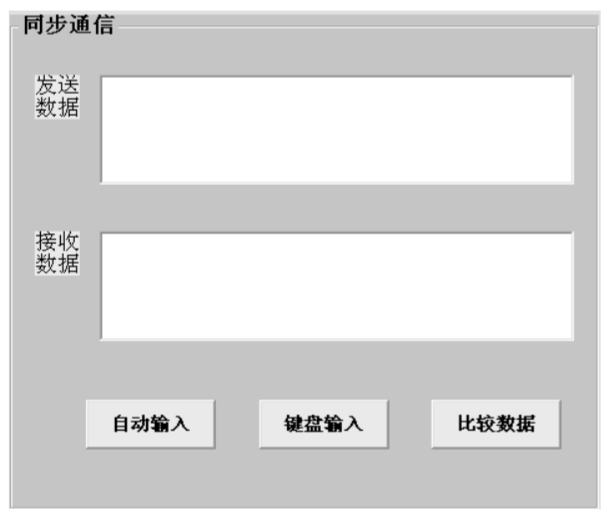 同步通信
发送
数据
接收
数据
自动输入 键盘输入 比较数据